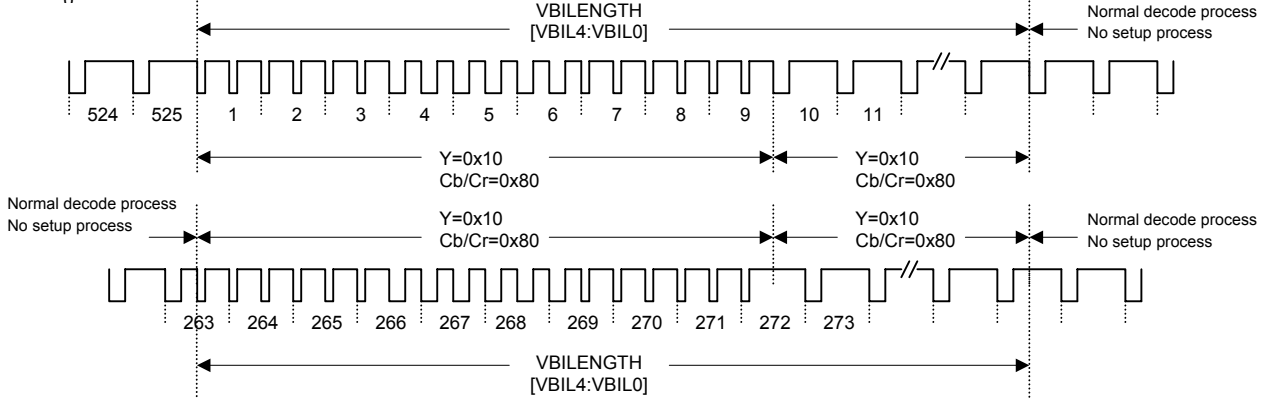 VBILENGTH
[VBIL4:VBIL0]
Normal decode process
No setup process
524 525 1 2 3 4 5 6 7 8 9 10 11
Y=0x10
Cb/Cr=0x80
Y=0x10
Cb/Cr=0x80
Normal decode process
No setup process
Y=0x10
Cb/Cr=0x80
Y=0x10
Cb/Cr=0x80
Normal decode process
No setup process
263 264 265 266 267 268 269 270 271 272 273
VBILENGTH
[VBIL4:VBIL0]